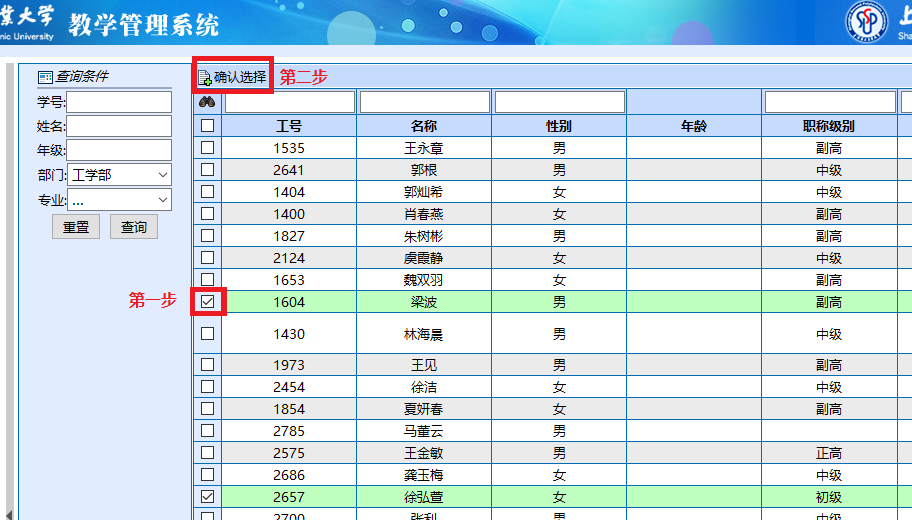 業大学 教学管理系统
nic University
Sha
查询条件
学号:
姓名:
年级:
部门: 工学部
专业: ...
重置 查询
确认选择 第二步
第一步
工号 名称 性别 年龄 职称级别
1535 王永章 男 副高
2641 郭根 男 中级
1404 郭灿希 女 中级
1400 肖春燕 女 副高
1827 朱树彬 男 副高
2124 虞霞静 女 中级
1653 魏双羽 女 副高
1604 梁波 男 副高
1430 林海晨 男 中级
1973 王见 男 副高
2454 徐洁 女 中级
1854 夏妍春 女 副高
2785 马董云 男
2575 王金敏 男 正高
2686 龚玉梅 女 中级
2657 徐弘萱 女 初级
2700 张利 男 中级